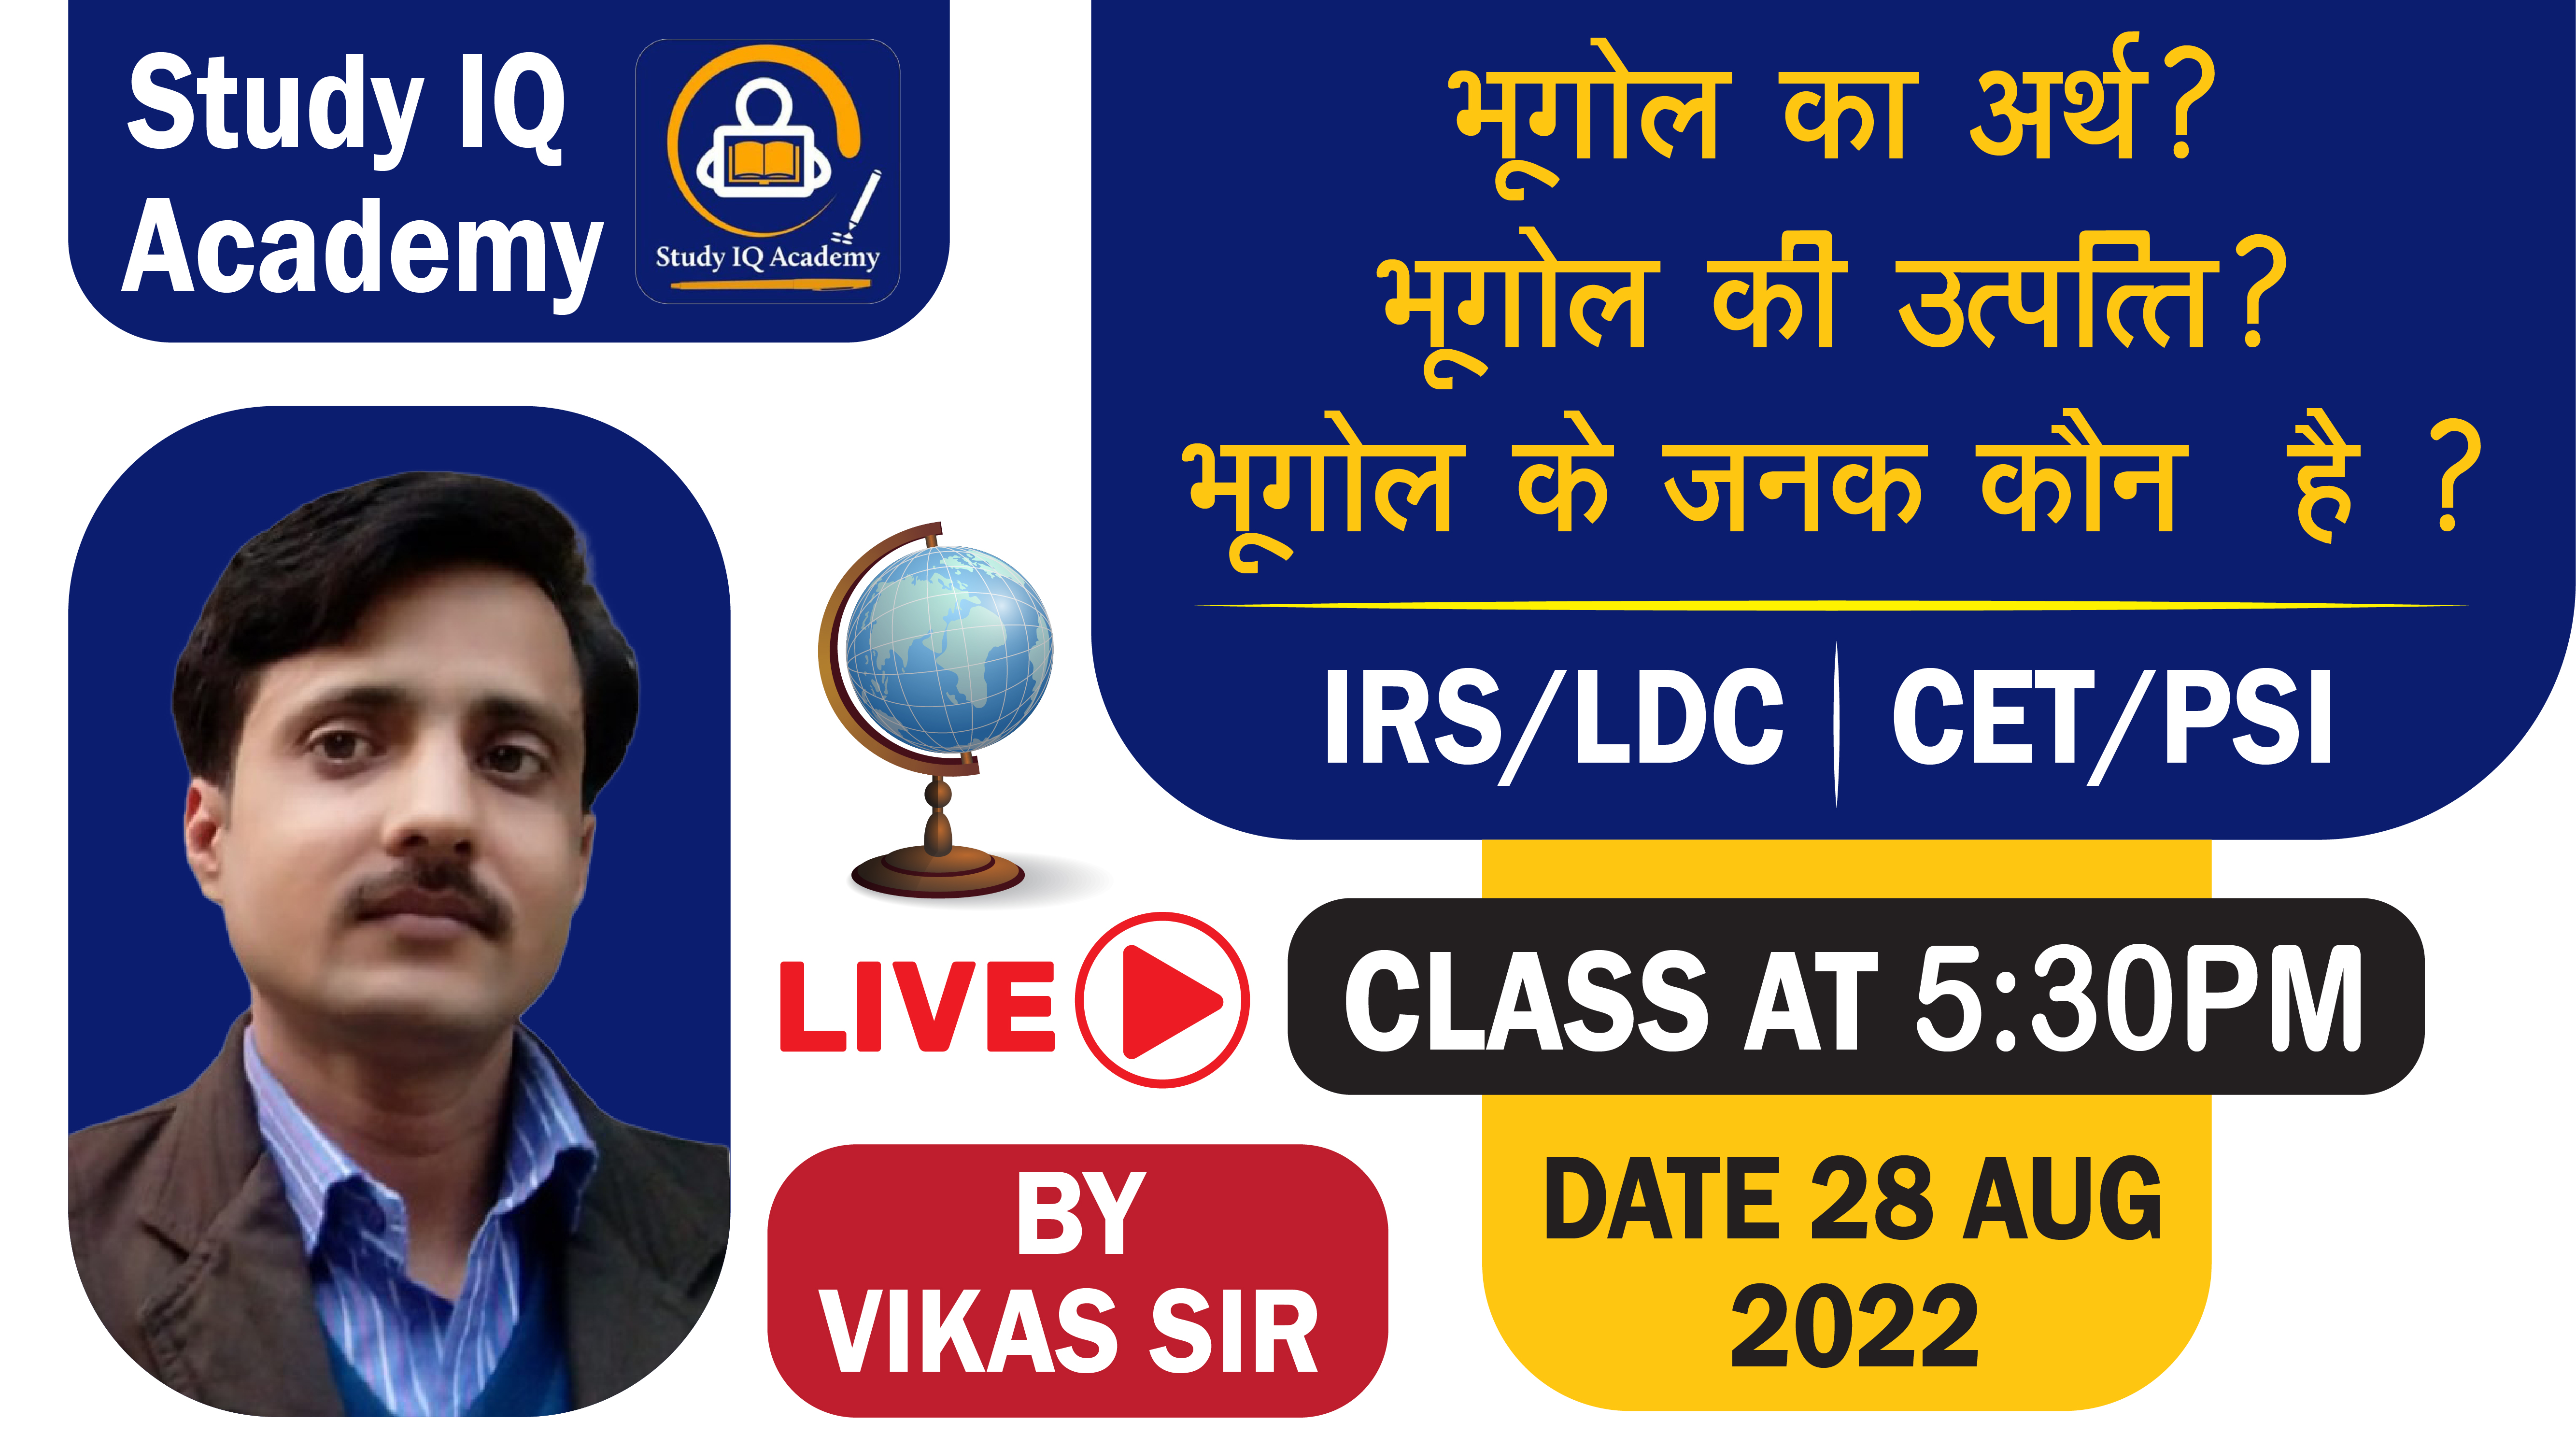 Study IQ
Academy
Study IQ Academy
भूगोल का अर्थ?
भूगोल की उत्पत्ति?
भूगोल के जनक कौन है ?
IRS/LDC | CET/PSI
LIVE
CLASS AT 5:30PM
BY
VIKAS SIR
DATE 28 AUG
2022